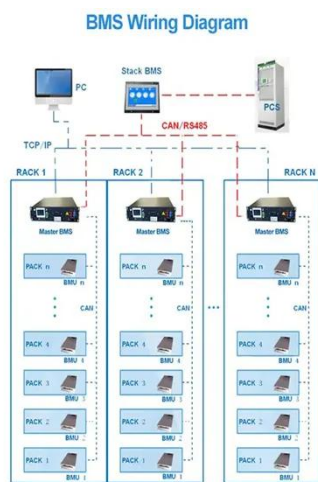 BMS Wiring Diagram
PC
Stack BMS
PCS
CAN/RS485
TCP/IP
RACK 1
RACK 2
RACK N
Master BMS
Master BMS
Master BMS
PACK n
BMU n
PACK n
BMU n
PACK n
BMU n
CAN
CAN
CAN
PACK 4
BMU 4
PACK 4
BMU 4
PACK 4
BMU 4
PACK 3
BMU 3
PACK 3
BMU 3
PACK 3
BMU 3
PACK 2
BMU 2
PACK 2
BMU 2
PACK 2
BMU 2
PACK 1
BMU 1
PACK 1
BMU 1
PACK 1
BMU 1